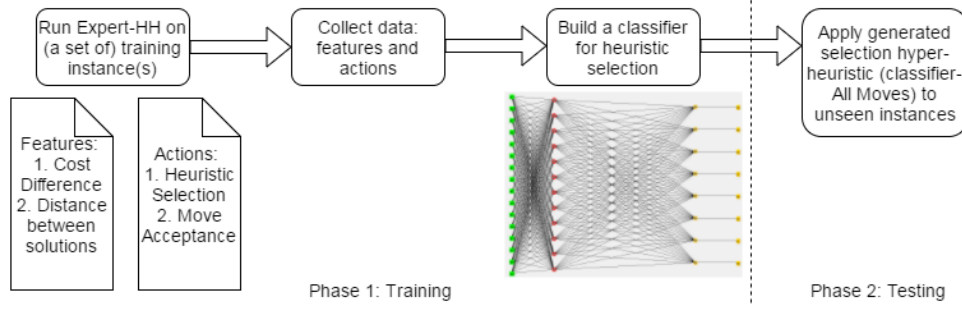 Run Expert-HH on
(a set of) training
instance(s)
Collect data:
features and
actions
Build a classifier
for heuristic
selection
Apply generated
selection hyper-
heuristic (classifier-
All Moves) to
unseen instances
Features:
1. Cost
Difference
2. Distance
between
solutions
Actions:
1. Heuristic
Selection
2. Move
Acceptance
Phase 1: Training
Phase 2: Testing